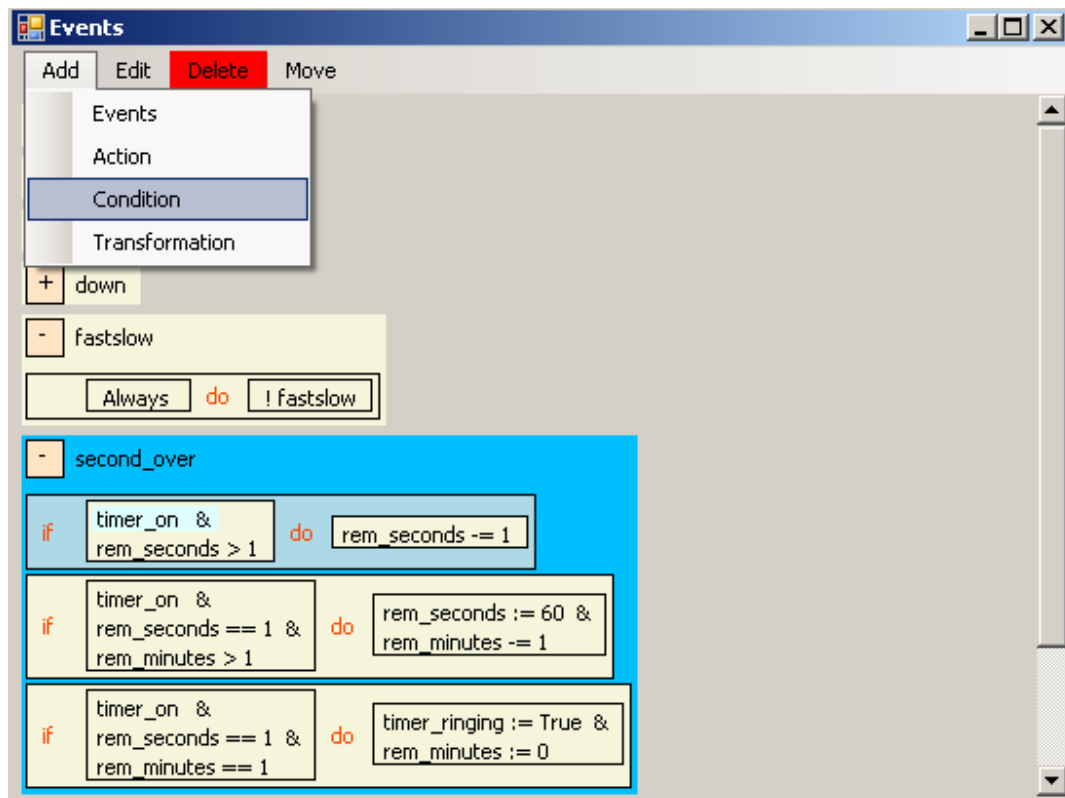 Events
Add Edit Delete Move
Events
Action
Condition
Transformation
+ down
- fastslow
Always do ! fastslow
- second_over
if timer_on & do rem_seconds -= 1
rem_seconds > 1
timer_on &
if rem_seconds == 1 & do rem_seconds := 60 &
rem_minutes > 1 rem_minutes -= 1
timer_on &
if rem_seconds == 1 & do timer_ringing := True &
rem_minutes == 1 rem_minutes := 0